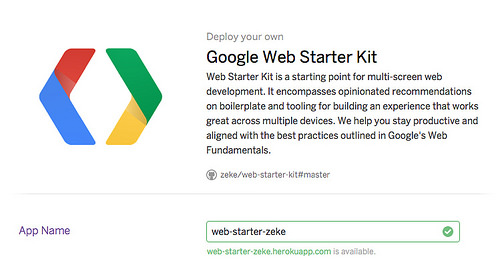 Deploy your own
Google Web Starter Kit
Web Starter Kit is a starting point for multi-screen web
development. It encompasses opinionated recommendations
on boilerplate and tooling for building an experience that works
great across multiple devices. We help you stay productive and
aligned with the best practices outlined in Google's Web
Fundamentals.
zeke/web-starter-kit#master
App Name
web-starter-zeke
web-starter-zeke.herokuapp.com is available.